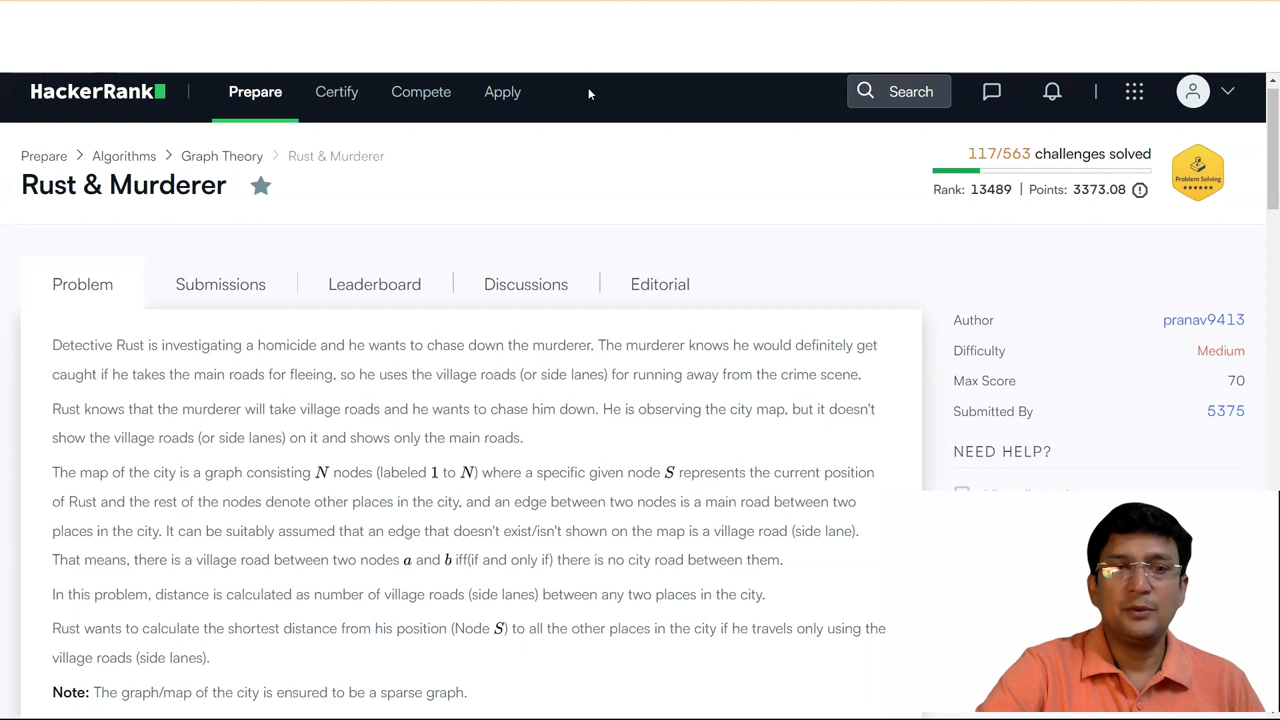 HackerRank
Prepare
Certify
Compete
Apply
Search
Prepare > Algorithms > Graph Theory > Rust & Murderer
Rust & Murderer
117/563 challenges solved
Rank: 13489 | Points: 3373.08
Problem Solving
Problem
Submissions
Leaderboard
Discussions
Editorial
Detective Rust is investigating a homicide and he wants to chase down the murderer. The murderer knows he would definitely get
caught if he takes the main roads for fleeing, so he uses the village roads (or side lanes) for running away from the crime scene.
Rust knows that the murderer will take village roads and he wants to chase him down. He is observing the city map, but it doesn't
show the village roads (or side lanes) on it and shows only the main roads.
The map of the city is a graph consisting N nodes (labeled 1 to N) where a specific given node S represents the current position
of Rust and the rest of the nodes denote other places in the city, and an edge between two nodes is a main road between two
places in the city. It can be suitably assumed that an edge that doesn't exist/isn't shown on the map is a village road (side lane).
That means, there is a village road between two nodes a and b iff(if and only if) there is no city road between them.
In this problem, distance is calculated as number of village roads (side lanes) between any two places in the city.
Rust wants to calculate the shortest distance from his position (Node S) to all the other places in the city if he travels only using the
village roads (side lanes).
Note: The graph/map of the city is ensured to be a sparse graph.
Author pranav9413
Difficulty Medium
Max Score 70
Submitted By 5375
NEED HELP?